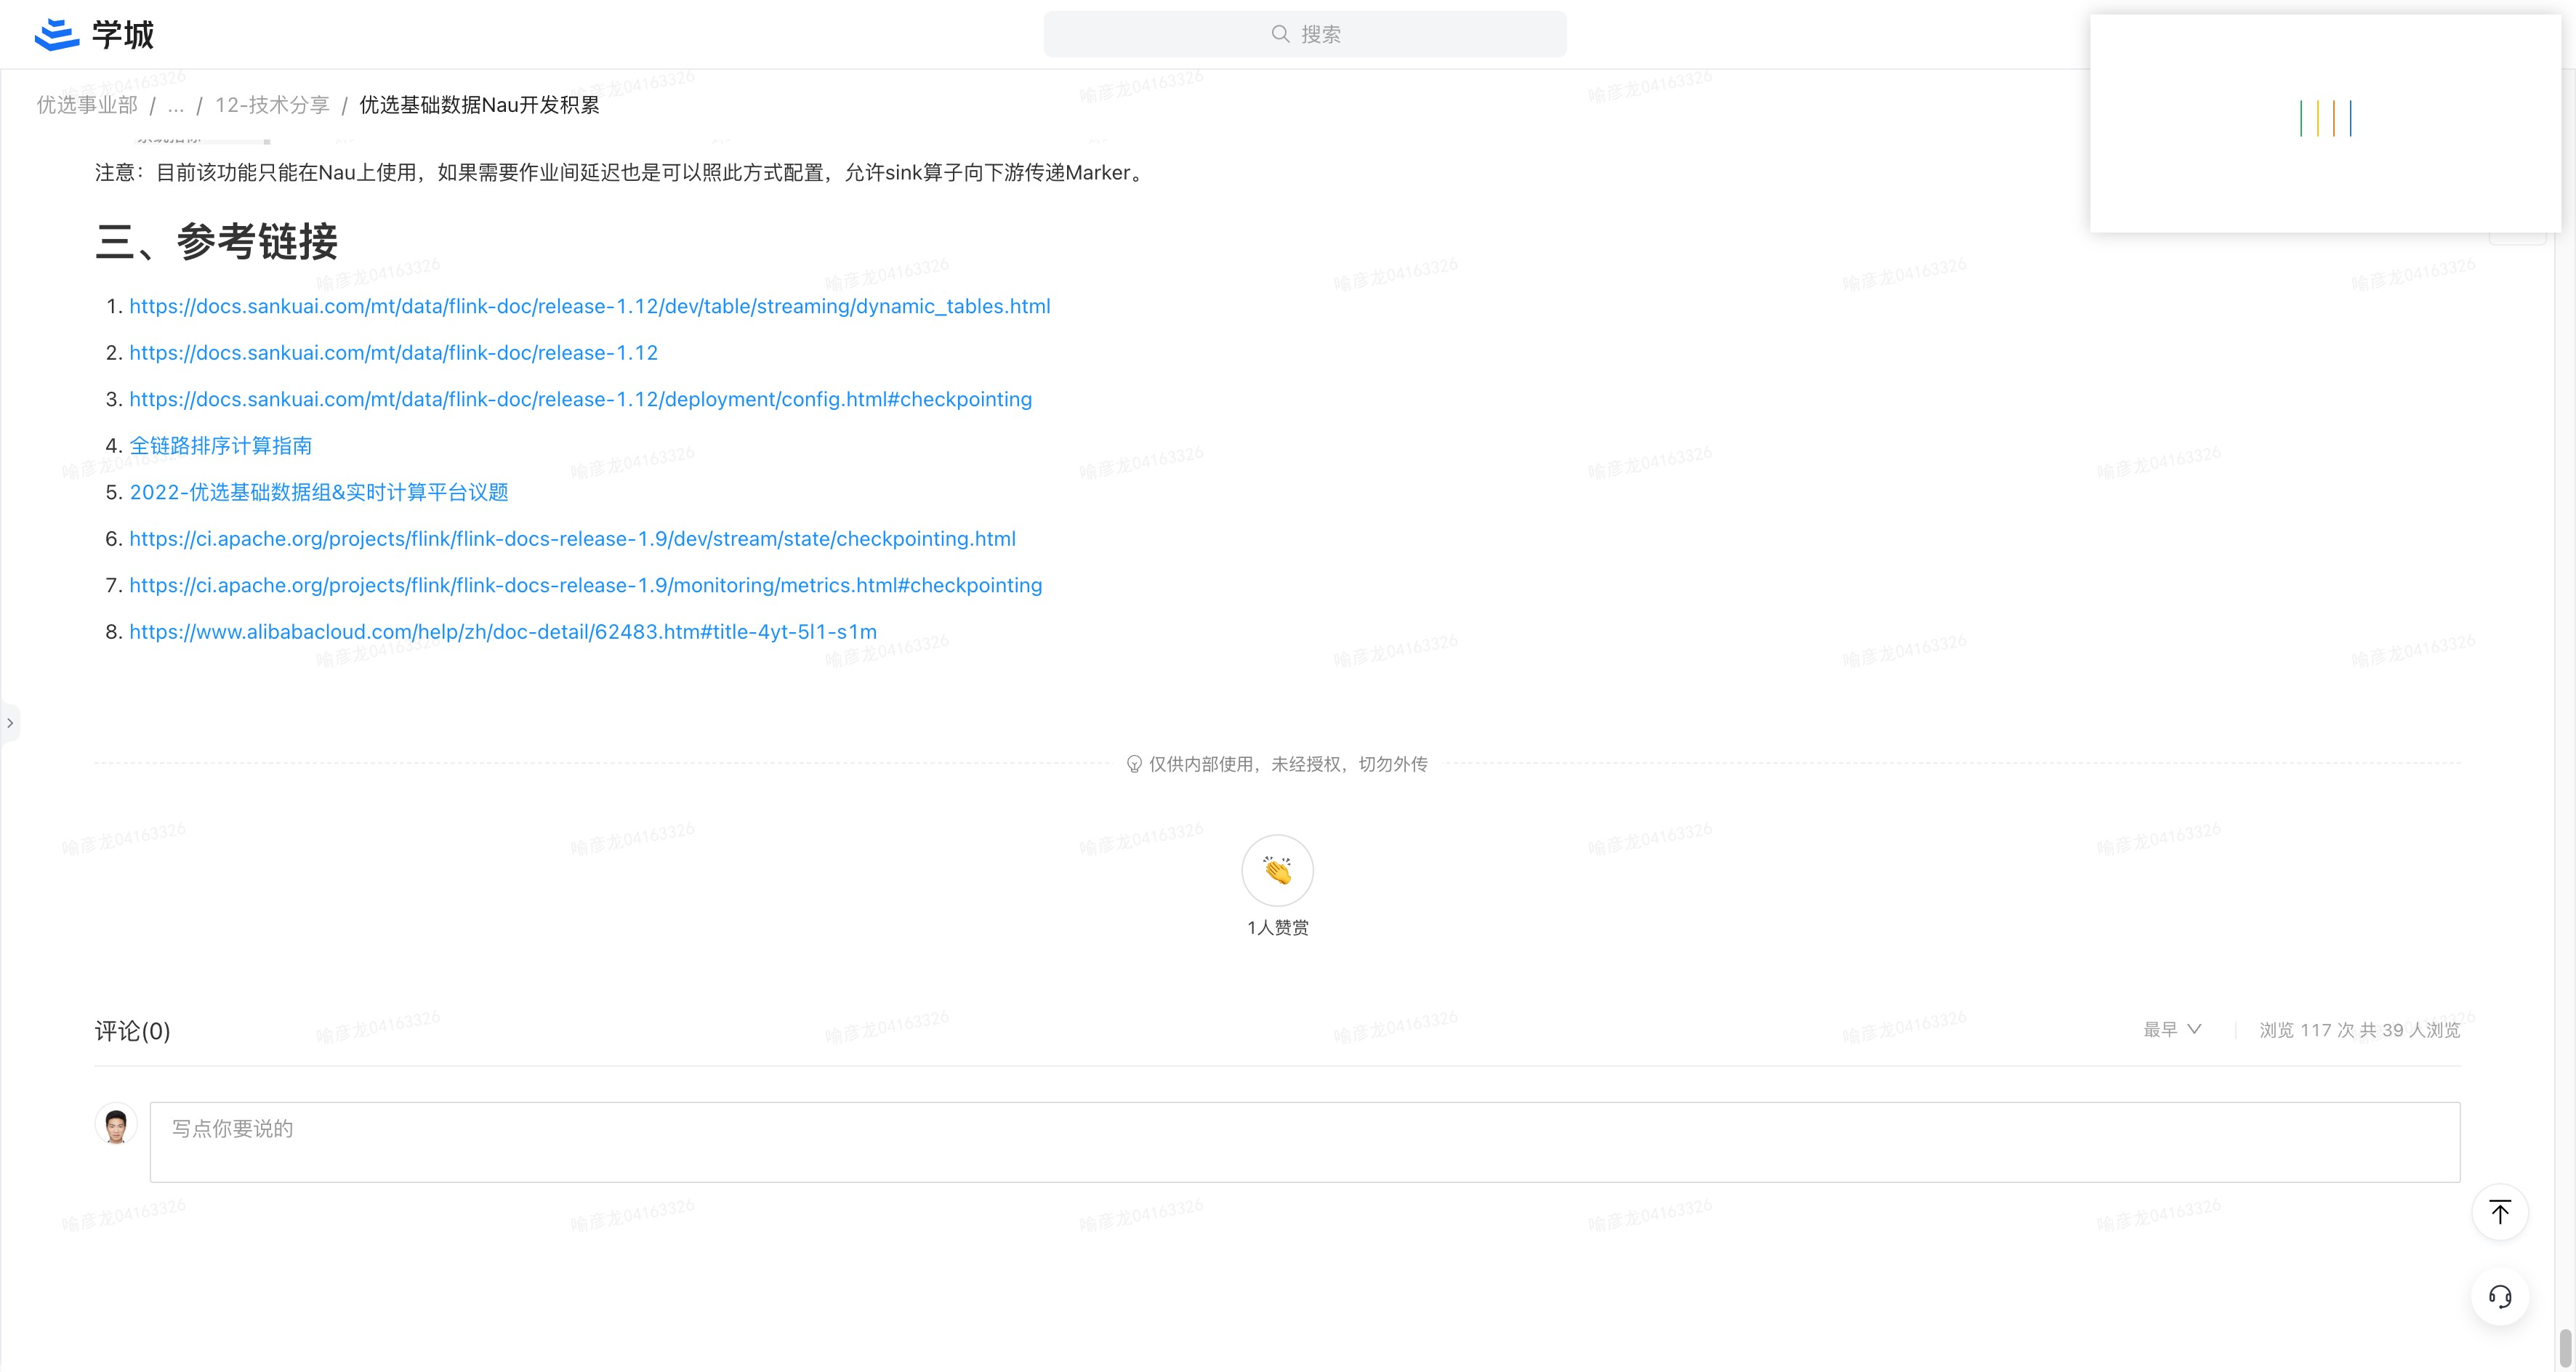 学城
搜索
优选事业部 / ... / 12-技术分享 / 优选基础数据Nau开发积累
注意：目前该功能只能在Nau上使用，如果需要作业间延迟也是可以照此方式配置，允许sink算子向下游传递Marker。
三、参考链接
1. https://docs.sankuai.com/mt/data/flink-doc/release-1.12/dev/table/streaming/dynamic_tables.html
2. https://docs.sankuai.com/mt/data/flink-doc/release-1.12
3. https://docs.sankuai.com/mt/data/flink-doc/release-1.12/deployment/config.html#checkpointing
4. 全链路排序计算指南
5. 2022-优选基础数据组&实时计算平台议题
6. https://ci.apache.org/projects/flink/flink-docs-release-1.9/dev/stream/state/checkpointing.html
7. https://ci.apache.org/projects/flink/flink-docs-release-1.9/monitoring/metrics.html#checkpointing
8. https://www.alibabacloud.com/help/zh/doc-detail/62483.htm#title-4yt-5l1-s1m
仅供内部使用，未经授权，切勿外传
1人赞赏
评论(0)
最早
浏览 117 次 共 39 人浏览
写点你要说的
喻彦龙04163326